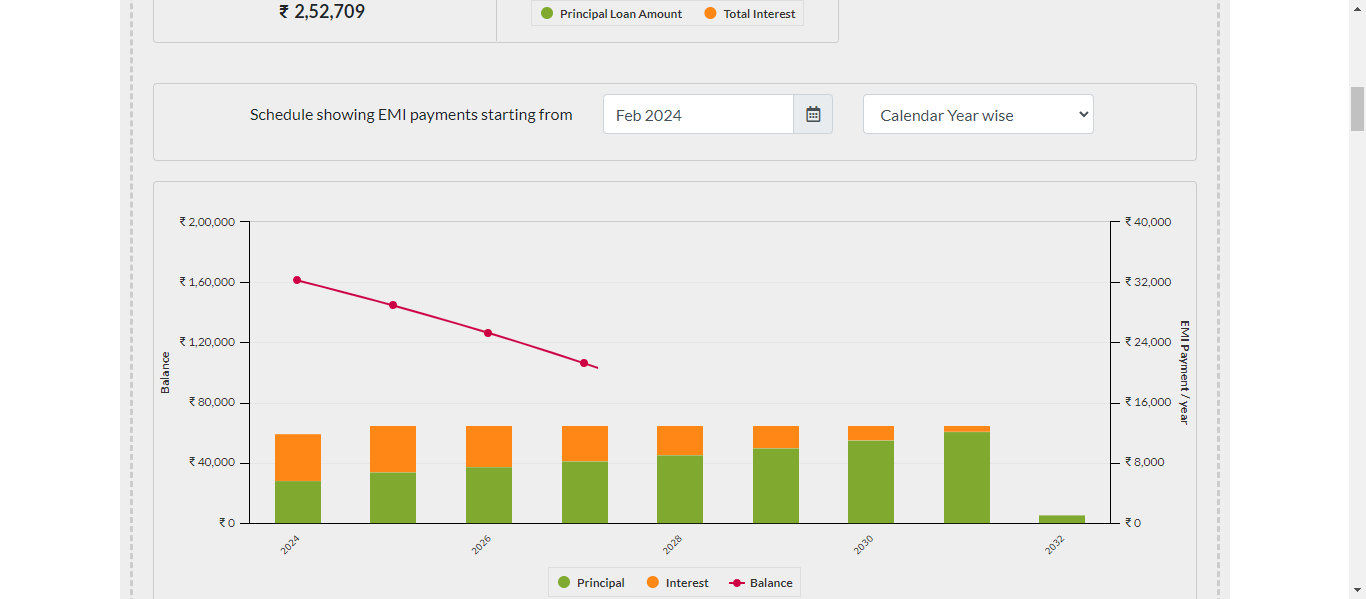 ₹ 2,52,709
Principal Loan Amount Total Interest
Schedule showing EMI payments starting from Feb 2024 Calendar Year wise
₹ 2,00,000 ₹ 40,000
₹ 1,60,000 ₹ 32,000
₹ 1,20,000 ₹ 24,000
Balance
EMI Payment / year
₹ 80,000 ₹ 16,000
₹ 40,000 ₹ 8,000
₹ 0 ₹ 0
2024 2026 2028 2030 2032
Principal Interest Balance